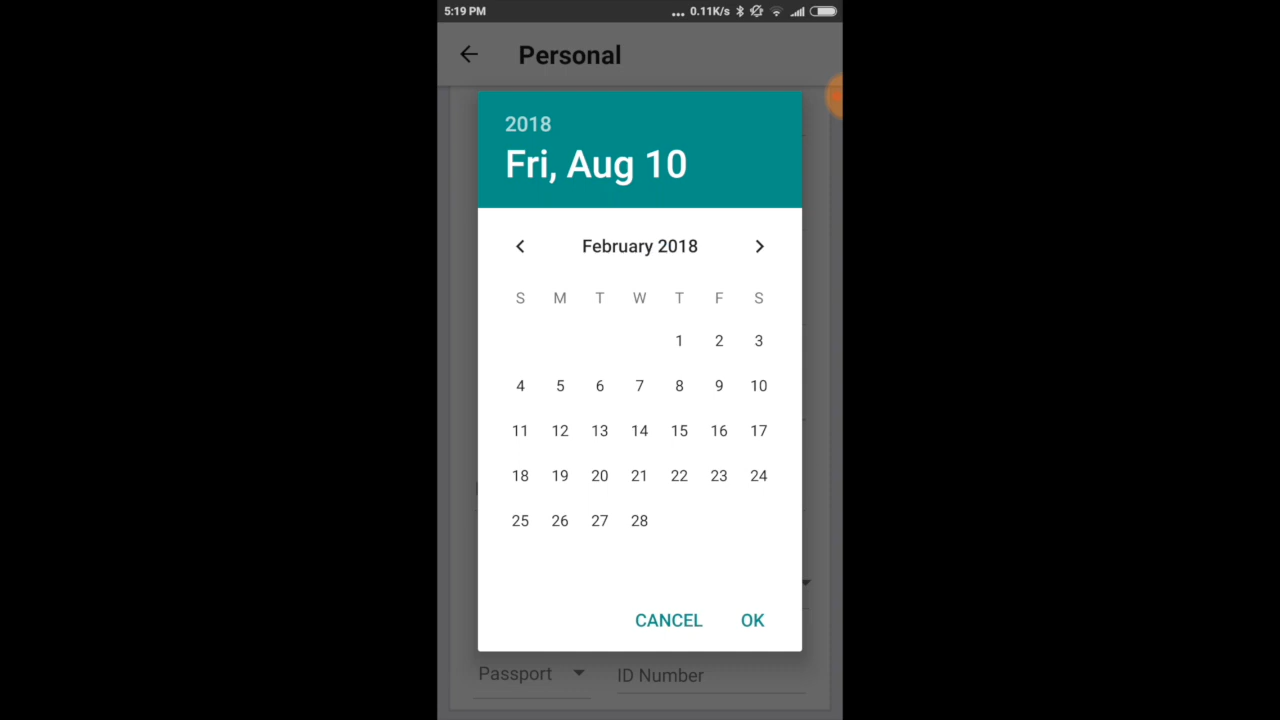 5:19 PM ... 0.11K/s
Personal
2018
Fri, Aug 10
February 2018
S M T W T F S
1 2 3
4 5 6 7 8 9 10
11 12 13 14 15 16 17
18 19 20 21 22 23 24
25 26 27 28
CANCEL OK
Passport ID Number